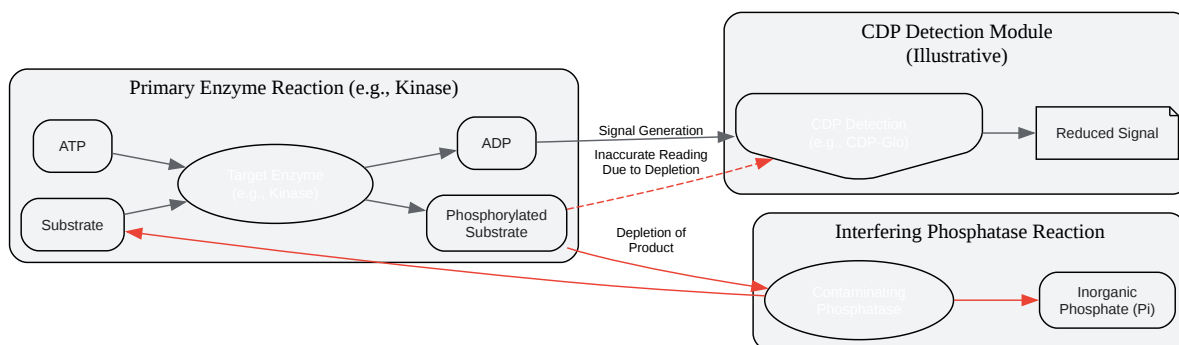 CDP Detection Module
(Illustrative)
Primary Enzyme Reaction (e.g., Kinase)
ATP
ADP
Signal Generation
CDP Detection
(e.g., CDP-Glo)
Reduced Signal
Target Enzyme
(e.g., Kinase)
Inaccurate Reading
Due to Depletion
Substrate
Phosphorylated
Substrate
Depletion of
Product
Interfering Phosphatase Reaction
Contaminating
Phosphatase
Inorganic
Phosphate (Pi)